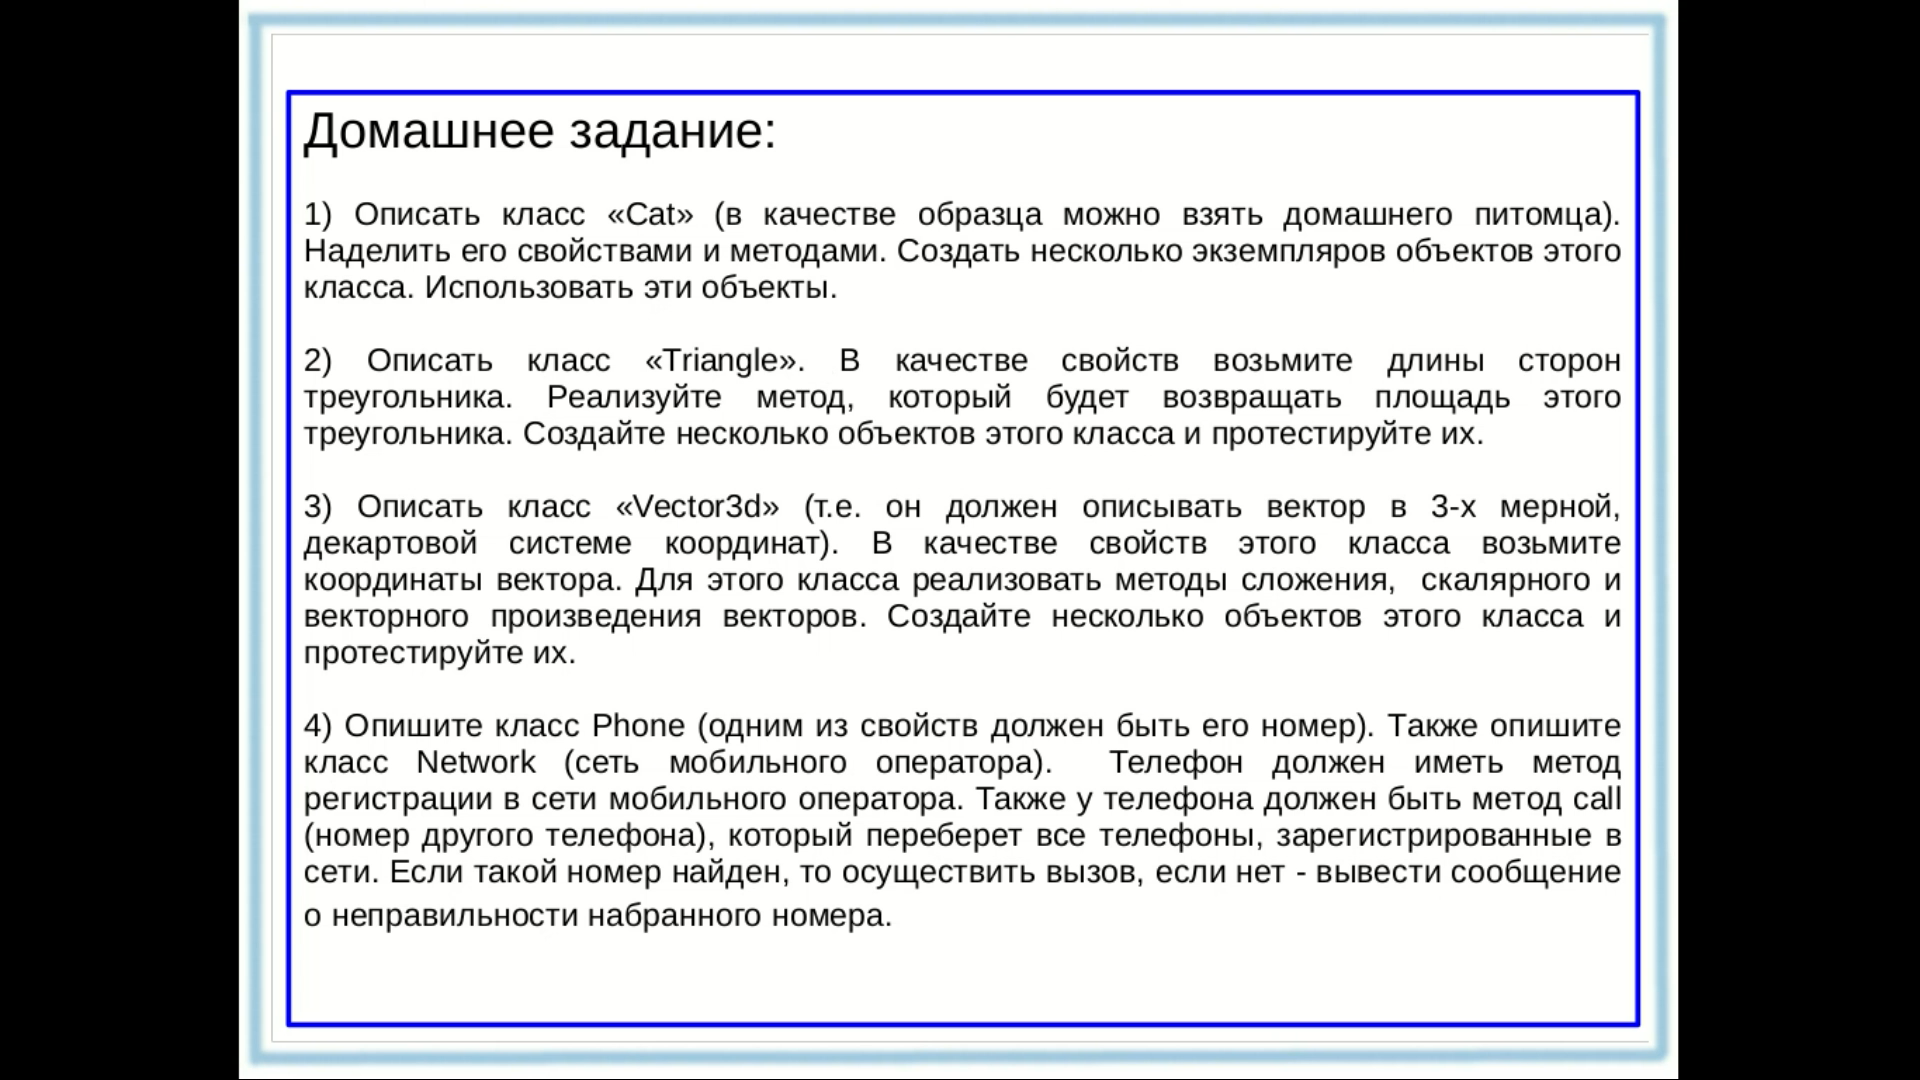 Домашнее задание:
1) Описать класс «Cat» (в качестве образца можно взять домашнего питомца).
Наделить его свойствами и методами. Создать несколько экземпляров объектов этого
класса. Использовать эти объекты.
2) Описать класс «Triangle». В качестве свойств возьмите длины сторон
треугольника. Реализуйте метод, который будет возвращать площадь этого
треугольника. Создайте несколько объектов этого класса и протестируйте их.
3) Описать класс «Vector3d» (т.е. он должен описывать вектор в 3-х мерной,
декартовой системе координат). В качестве свойств этого класса возьмите
координаты вектора. Для этого класса реализовать методы сложения, скалярного и
векторного произведения векторов. Создайте несколько объектов этого класса и
протестируйте их.
4) Опишите класс Phone (одним из свойств должен быть его номер). Также опишите
класс Network (сеть мобильного оператора). Телефон должен иметь метод
регистрации в сети мобильного оператора. Также у телефона должен быть метод call
(номер другого телефона), который переберет все телефоны, зарегистрированные в
сети. Если такой номер найден, то осуществить вызов, если нет - вывести сообщение
о неправильности набранного номера.